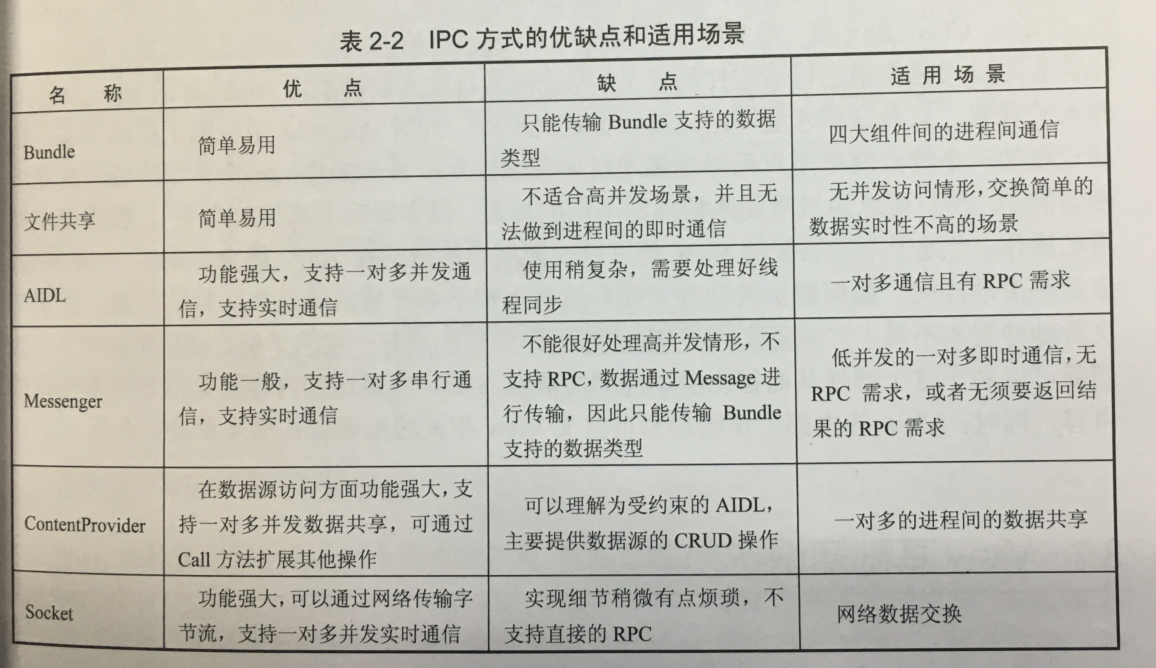 表 2-2 IPC 方式的优缺点和适用场景
名 称 优 点 缺 点 适 用 场 景
Bundle 简单易用 只能传输 Bundle 支持的数据
类型 四大组件间的进程间通信
文件共享 简单易用 不适合高并发场景，并且无
法做到进程间的即时通信 无并发访问情形，交换简单的
数据实时性不高的场景
AIDL 功能强大，支持一对多并发通
信，支持实时通信 使用稍复杂，需要处理好线
程同步 一对多通信且有 RPC 需求
Messenger 功能一般，支持一对多串行通
信，支持实时通信 不能很好处理高并发情形，不
支持 RPC，数据通过 Message 进
行传输，因此只能传输 Bundle
支持的数据类型 低并发的一对多即时通信，无
RPC 需求，或者无须要返回结
果的 RPC 需求
ContentProvider 在数据源访问方面功能强大，支
持一对多并发数据共享，可通过
Call 方法扩展其他操作 可以理解为受约束的 AIDL，
主要提供数据源的 CRUD 操作 一对多的进程间的数据共享
Socket 功能强大，可以通过网络传输字
节流，支持一对多并发实时通信 实现细节稍微有点烦琐，不
支持直接的 RPC 网络数据交换